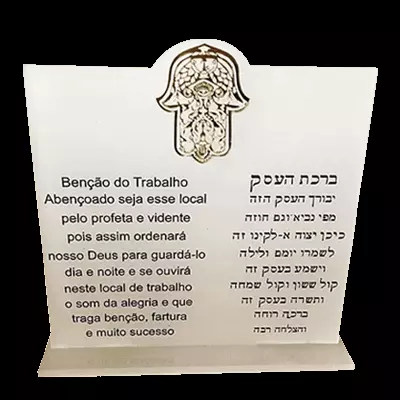 Benção do Trabalho
Abençoado seja esse local
pelo profeta e vidente
pois assim ordenará
nosso Deus para guardá-lo
dia e noite e se ouvirá
neste local de trabalho
o som da alegria e que
traga benção, fartura
e muito sucesso
ברכת העסק
יבורך העסק הזה
מפי נביא וגם חוזה
כי כן יצוה א-לקינו זה
לשמרו יומם ולילה
וישמע בעסק זה
קול ששון וקול שמחה
ותשרה בעסק זה
ברכה רוחה
והצלחה רבה